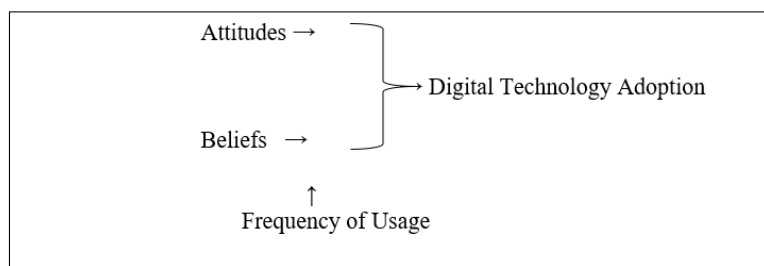 Attitudes →
→ Digital Technology Adoption
Beliefs →
↑
Frequency of Usage